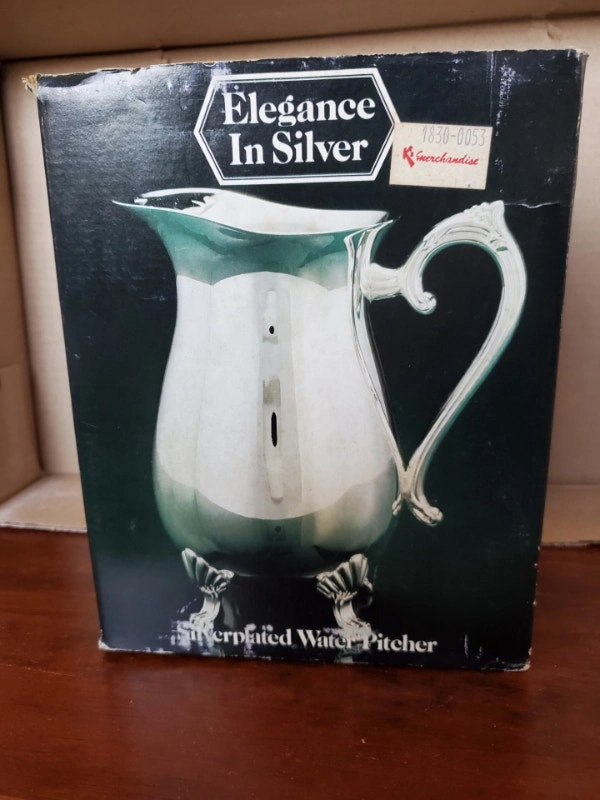 Elegance
In Silver
1830-0053
K's merchandise
Silverplated Water Pitcher